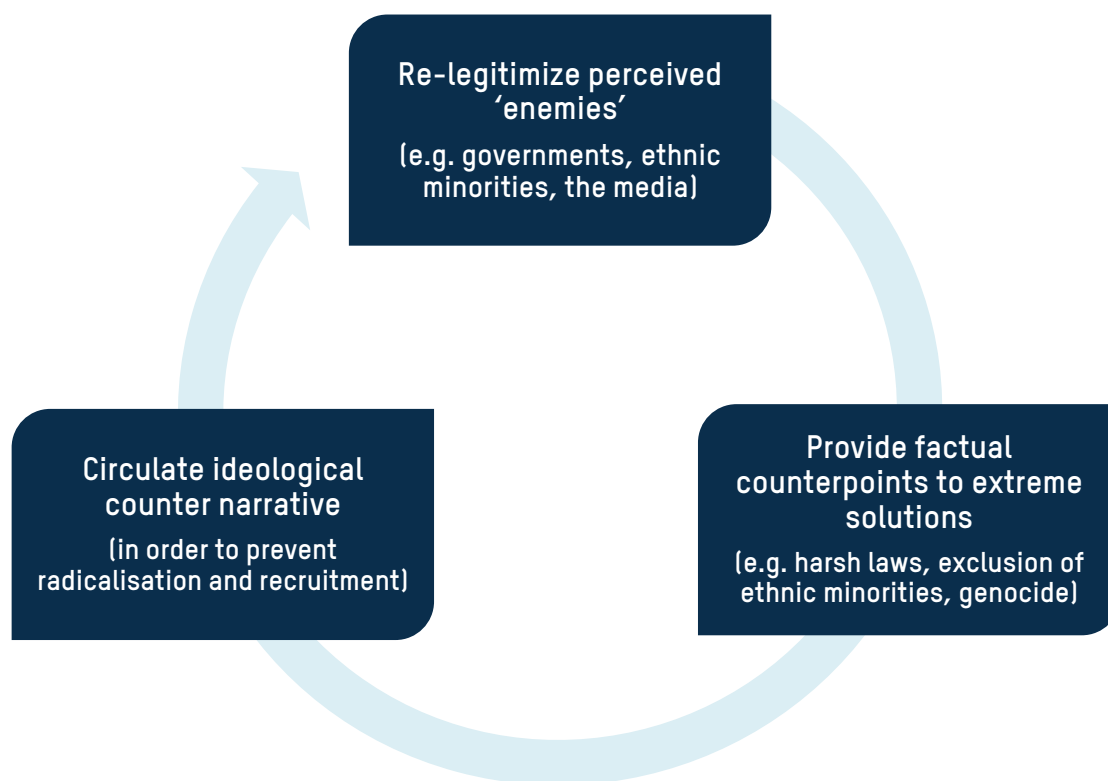 Re-legitimize perceived
‘enemies’
(e.g. governments, ethnic
minorities, the media)
Provide factual
counterpoints to extreme
solutions
(e.g. harsh laws, exclusion of
ethnic minorities, genocide)
Circulate ideological
counter narrative
(in order to prevent
radicalisation and recruitment)